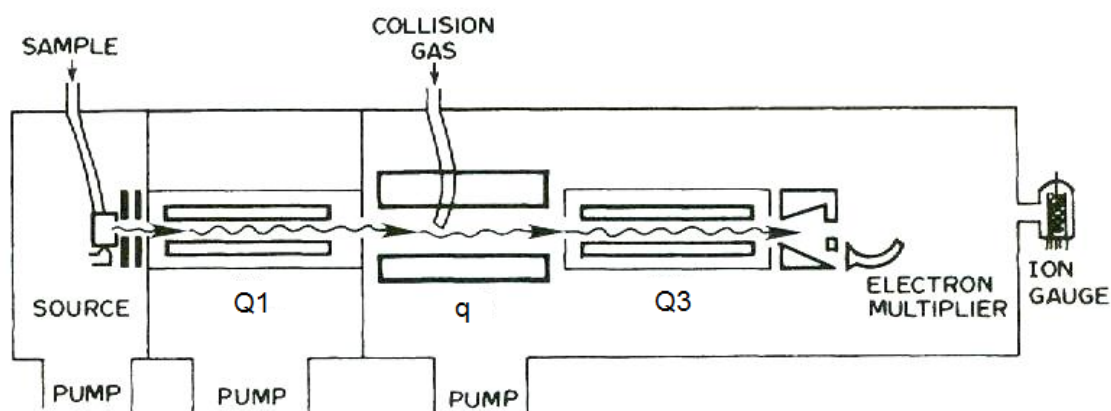 SAMPLE
COLLISION
GAS
SOURCE
Q1
q
Q3
ELECTRON
MULTIPLIER
ION
GAUGE
PUMP
PUMP
PUMP